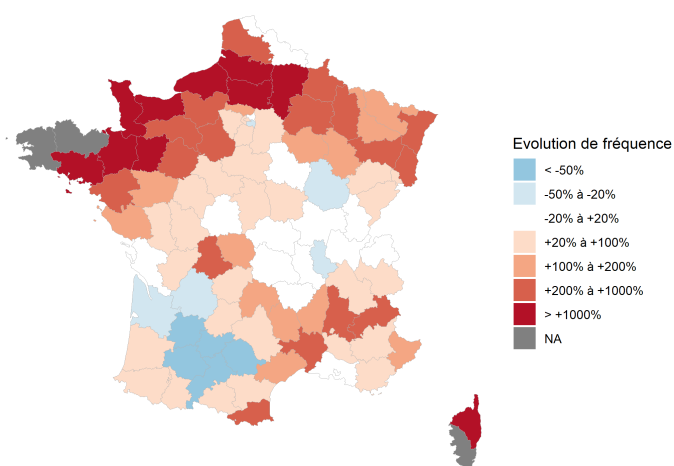 Evolution de fréquence
< -50%
-50% à -20%
-20% à +20%
+20% à +100%
+100% à +200%
+200% à +1000%
> +1000%
NA